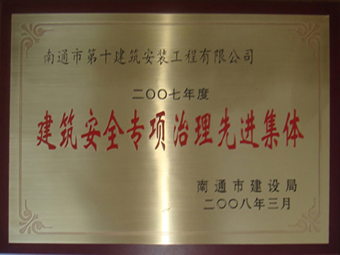 南通市第十建筑安装工程有限公司
二〇〇七年度
建筑安全专项治理先进集体
南通市建设局
二〇〇八年三月